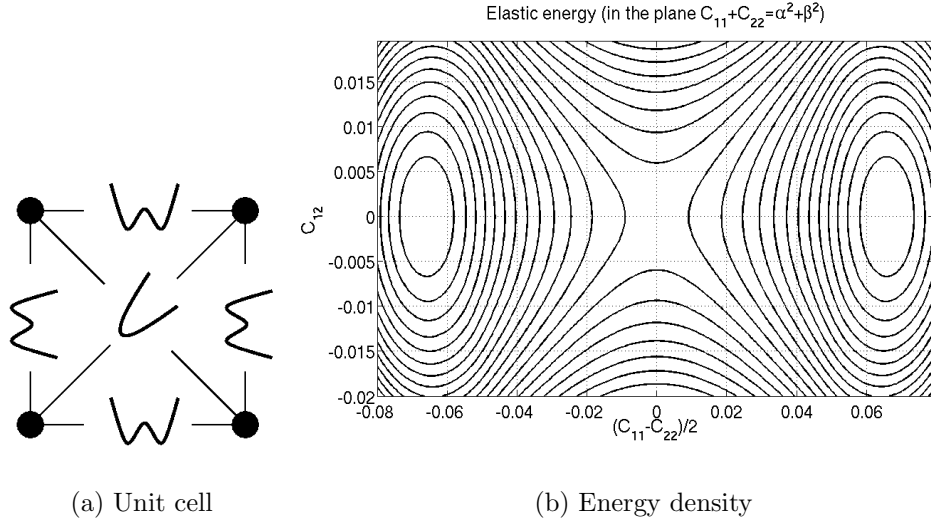 Elastic energy (in the plane C₁₁+C₂₂=α²+β²)
0.015
0.01
0.005
0
-0.005
-0.01
-0.015
-0.02
C₁₂
-0.08 -0.06 -0.04 -0.02 0 0.02 0.04 0.06
(C₁₁-C₂₂)/2
(a) Unit cell (b) Energy density